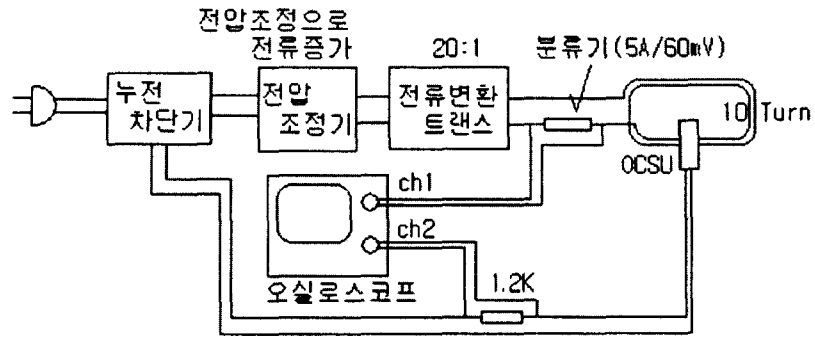 전압조정으로
전류증가
20:1
분류기(5A/60mV)
누전
차단기
전압
조정기
전류변환
트랜스
10 Turn
OCSU
ch1
ch2
오실로스코프
1.2K